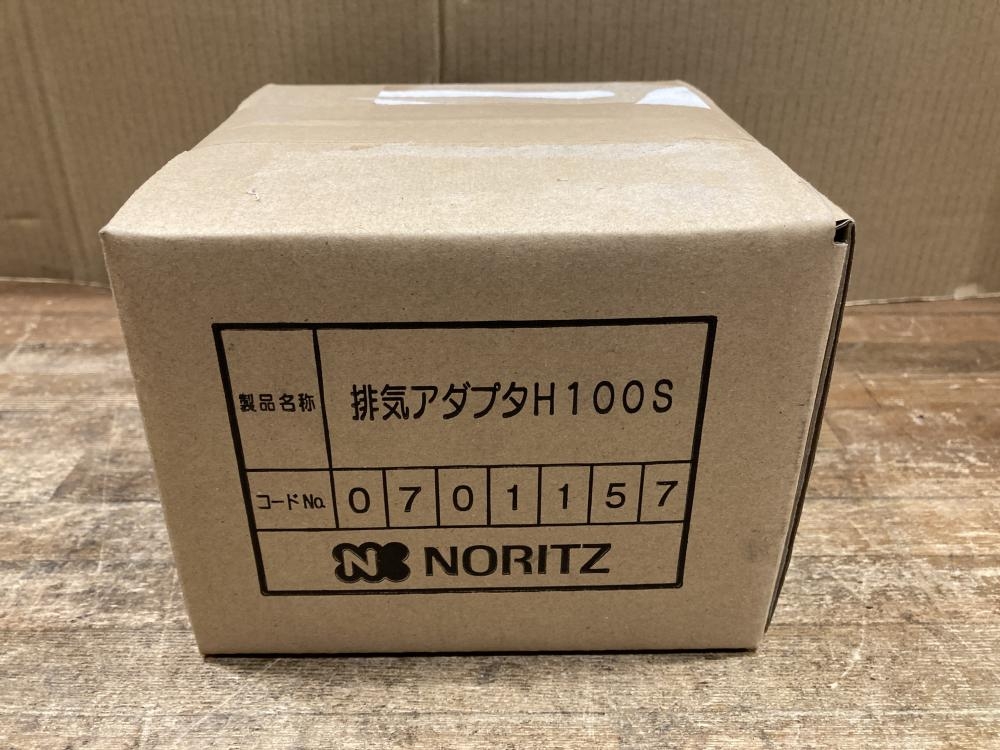 製品名称 排気アダプタH100S
コードNo. 0701157
N NORITZ